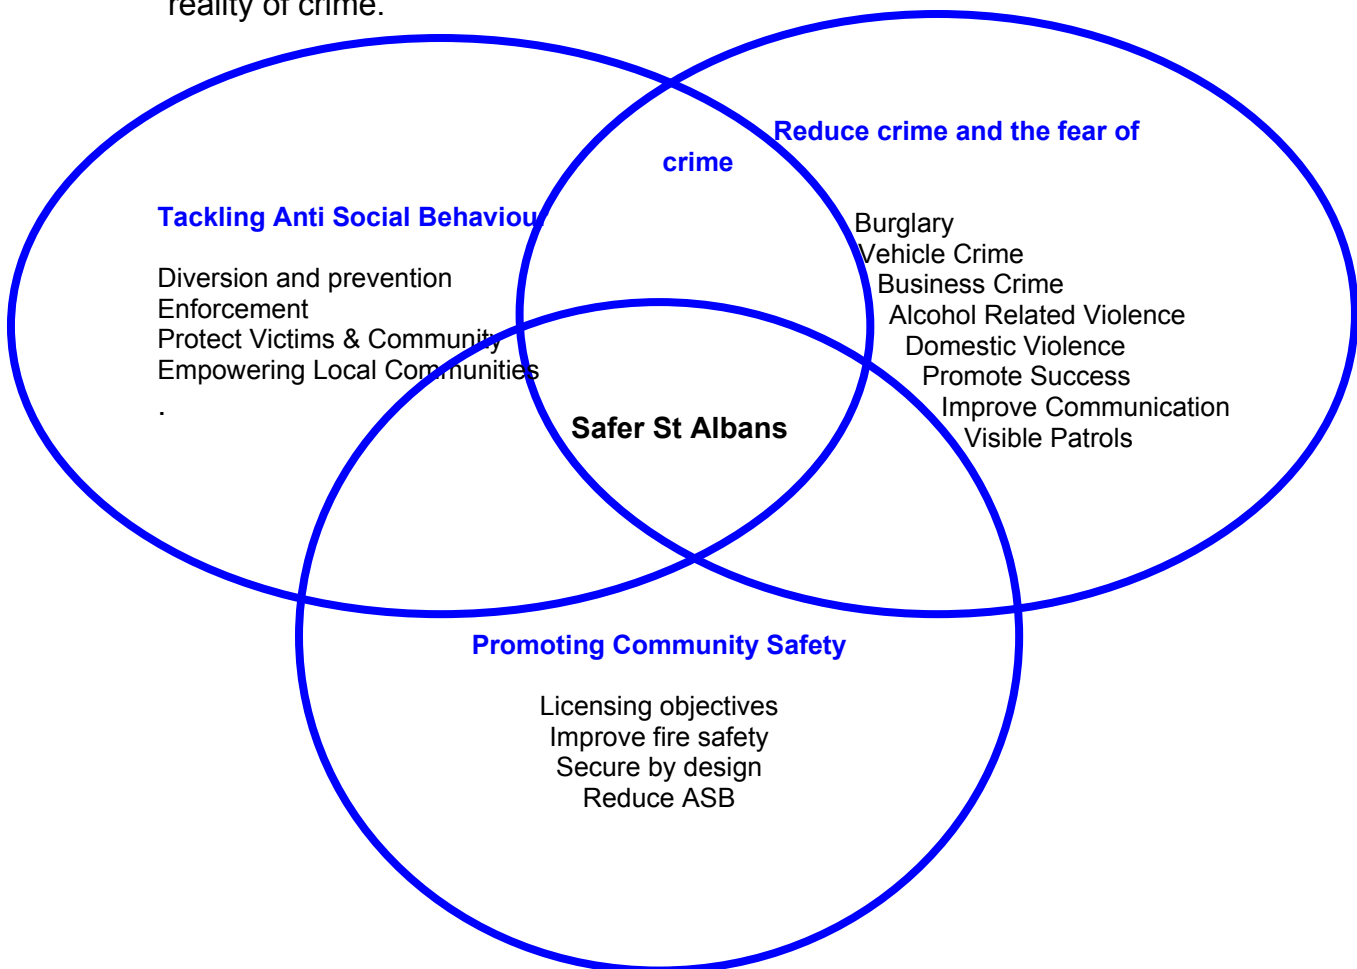 reality of crime.
Reduce crime and the fear of
crime
Tackling Anti Social Behaviour
Diversion and prevention
Enforcement
Protect Victims & Community
Empowering Local Communities
.
Burglary
Vehicle Crime
Business Crime
Alcohol Related Violence
Domestic Violence
Promote Success
Improve Communication
Visible Patrols
Safer St Albans
Promoting Community Safety
Licensing objectives
Improve fire safety
Secure by design
Reduce ASB